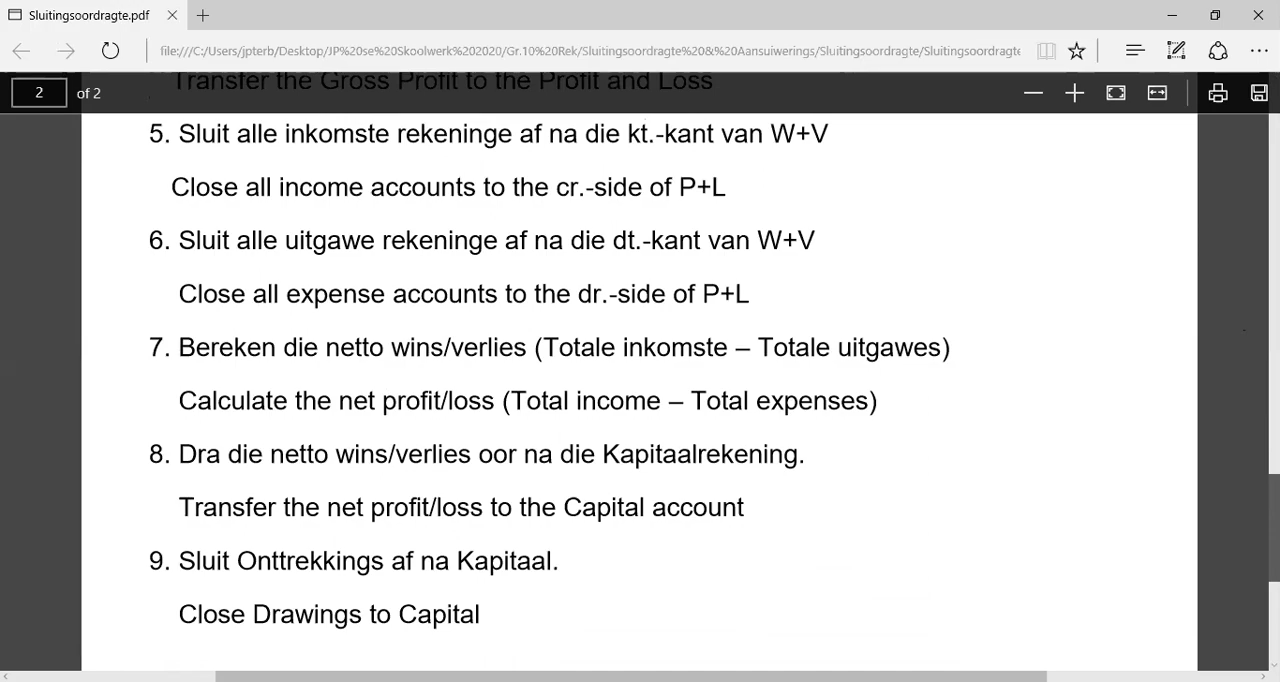 Sluitingsoordragte.pdf
file:///C:/Users/jpterb/Desktop/JP%20se%20Skoolwerk%202020/Gr.10%20Rek/Sluitingsoordragte%20&%20Aansuiwerings/Sluitingsoordragte/Sluitingsoordragte
Transfer the Gross Profit to the Profit and Loss
2 of 2
5. Sluit alle inkomste rekeninge af na die kt.-kant van W+V
Close all income accounts to the cr.-side of P+L
6. Sluit alle uitgawe rekeninge af na die dt.-kant van W+V
Close all expense accounts to the dr.-side of P+L
7. Bereken die netto wins/verlies (Totale inkomste – Totale uitgawes)
Calculate the net profit/loss (Total income – Total expenses)
8. Dra die netto wins/verlies oor na die Kapitaalrekening.
Transfer the net profit/loss to the Capital account
9. Sluit Onttrekkings af na Kapitaal.
Close Drawings to Capital